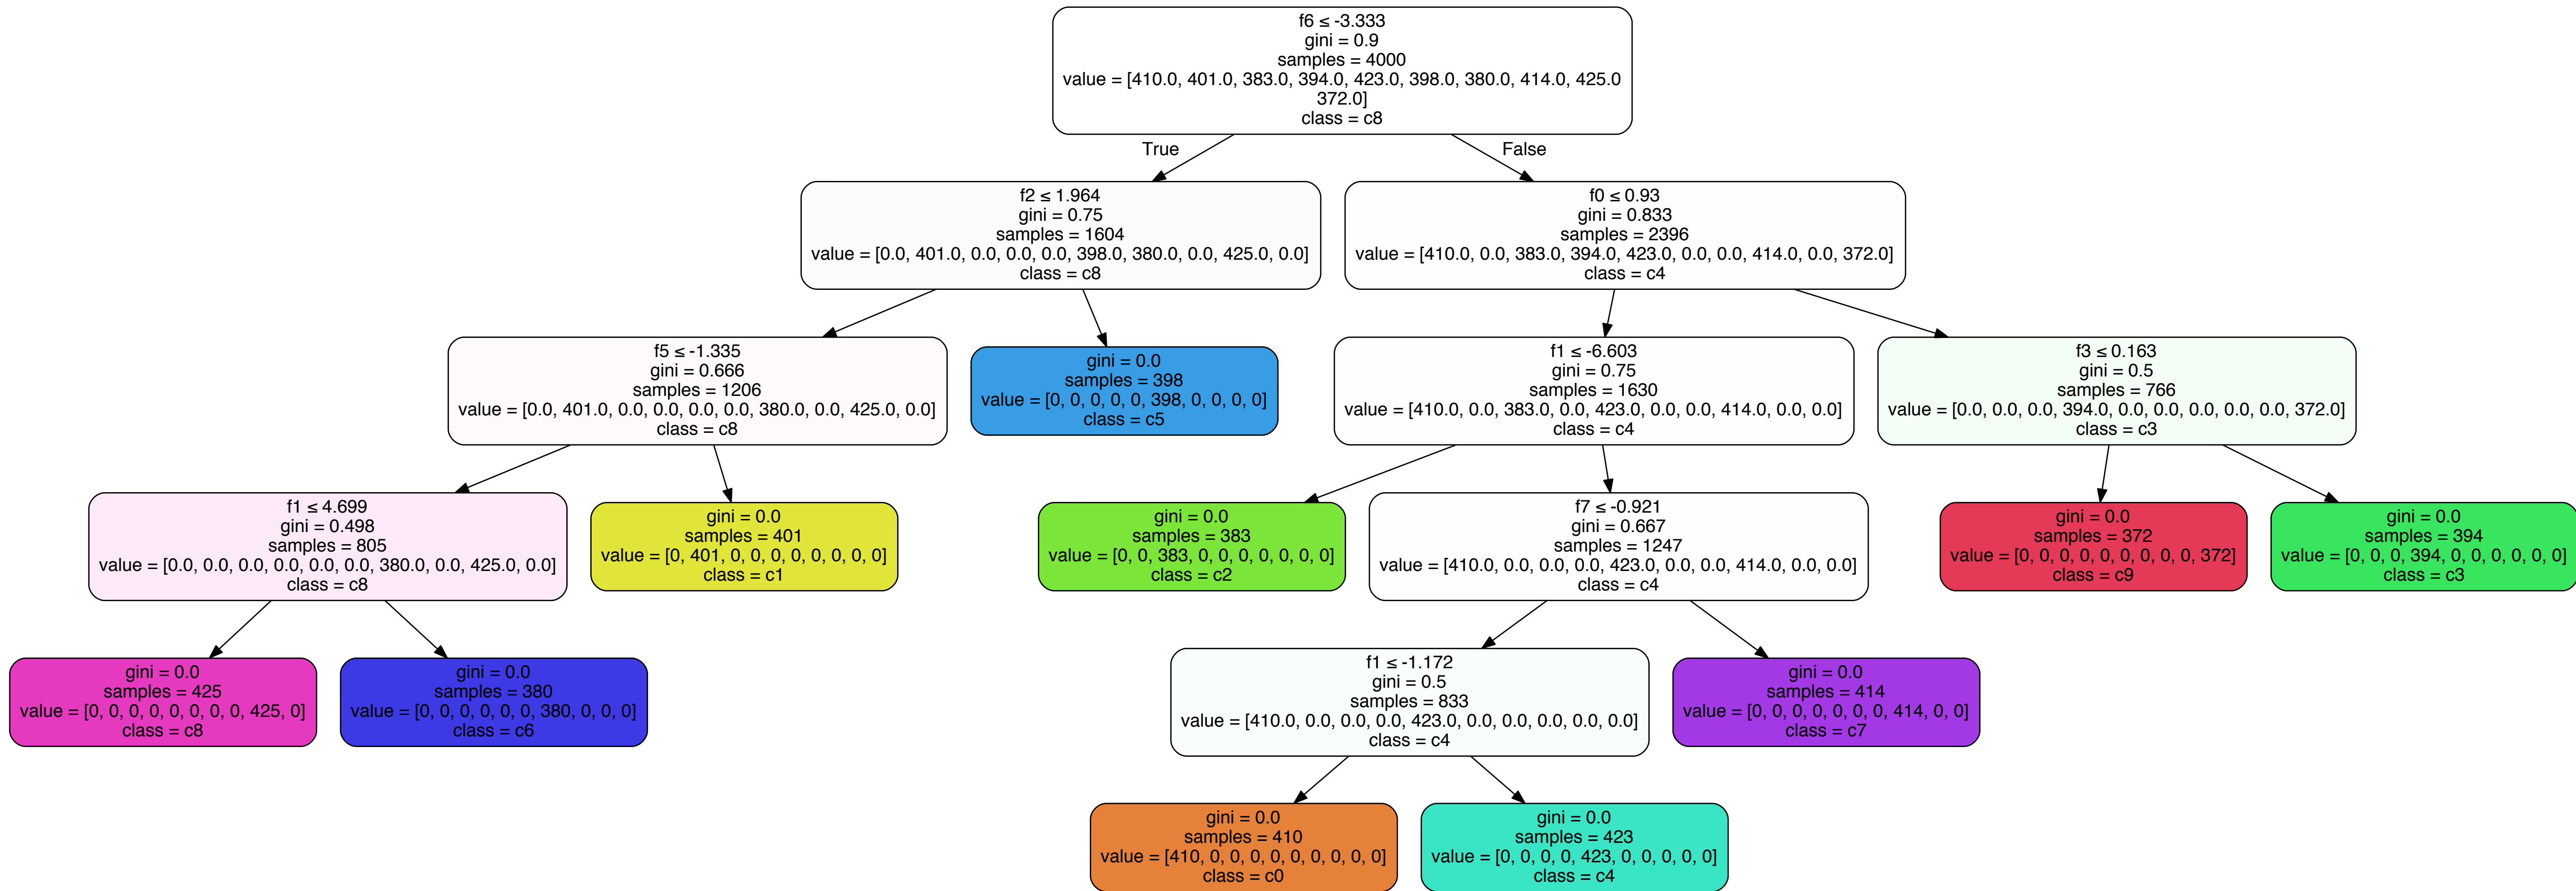 f6 ≤ -3.333
gini = 0.9
samples = 4000
value = [410.0, 401.0, 383.0, 394.0, 423.0, 398.0, 380.0, 414.0, 425.0
372.0]
class = c8
True
False
f2 ≤ 1.964
gini = 0.75
samples = 1604
value = [0.0, 401.0, 0.0, 0.0, 0.0, 398.0, 380.0, 0.0, 425.0, 0.0]
class = c8
f0 ≤ 0.93
gini = 0.833
samples = 2396
value = [410.0, 0.0, 383.0, 394.0, 423.0, 0.0, 0.0, 414.0, 0.0, 372.0]
class = c4
f5 ≤ -1.335
gini = 0.666
samples = 1206
value = [0.0, 401.0, 0.0, 0.0, 0.0, 0.0, 380.0, 0.0, 425.0, 0.0]
class = c8
gini = 0.0
samples = 398
value = [0, 0, 0, 0, 0, 398, 0, 0, 0, 0]
class = c5
f1 ≤ -6.603
gini = 0.75
samples = 1630
value = [410.0, 0.0, 383.0, 0.0, 423.0, 0.0, 0.0, 414.0, 0.0, 0.0]
class = c4
f3 ≤ 0.163
gini = 0.5
samples = 766
value = [0.0, 0.0, 0.0, 394.0, 0.0, 0.0, 0.0, 0.0, 0.0, 372.0]
class = c3
f1 ≤ 4.699
gini = 0.498
samples = 805
value = [0.0, 0.0, 0.0, 0.0, 0.0, 0.0, 380.0, 0.0, 425.0, 0.0]
class = c8
gini = 0.0
samples = 401
value = [0, 401, 0, 0, 0, 0, 0, 0, 0, 0]
class = c1
gini = 0.0
samples = 383
value = [0, 0, 383, 0, 0, 0, 0, 0, 0, 0]
class = c2
f7 ≤ -0.921
gini = 0.667
samples = 1247
value = [410.0, 0.0, 0.0, 0.0, 423.0, 0.0, 0.0, 414.0, 0.0, 0.0]
class = c4
gini = 0.0
samples = 372
value = [0, 0, 0, 0, 0, 0, 0, 0, 0, 372]
class = c9
gini = 0.0
samples = 394
value = [0, 0, 0, 394, 0, 0, 0, 0, 0, 0]
class = c3
gini = 0.0
samples = 425
value = [0, 0, 0, 0, 0, 0, 0, 0, 425, 0]
class = c8
gini = 0.0
samples = 380
value = [0, 0, 0, 0, 0, 0, 380, 0, 0, 0]
class = c6
f1 ≤ -1.172
gini = 0.5
samples = 833
value = [410.0, 0.0, 0.0, 0.0, 423.0, 0.0, 0.0, 0.0, 0.0, 0.0]
class = c4
gini = 0.0
samples = 414
value = [0, 0, 0, 0, 0, 0, 0, 414, 0, 0]
class = c7
gini = 0.0
samples = 410
value = [410, 0, 0, 0, 0, 0, 0, 0, 0, 0]
class = c0
gini = 0.0
samples = 423
value = [0, 0, 0, 0, 423, 0, 0, 0, 0, 0]
class = c4